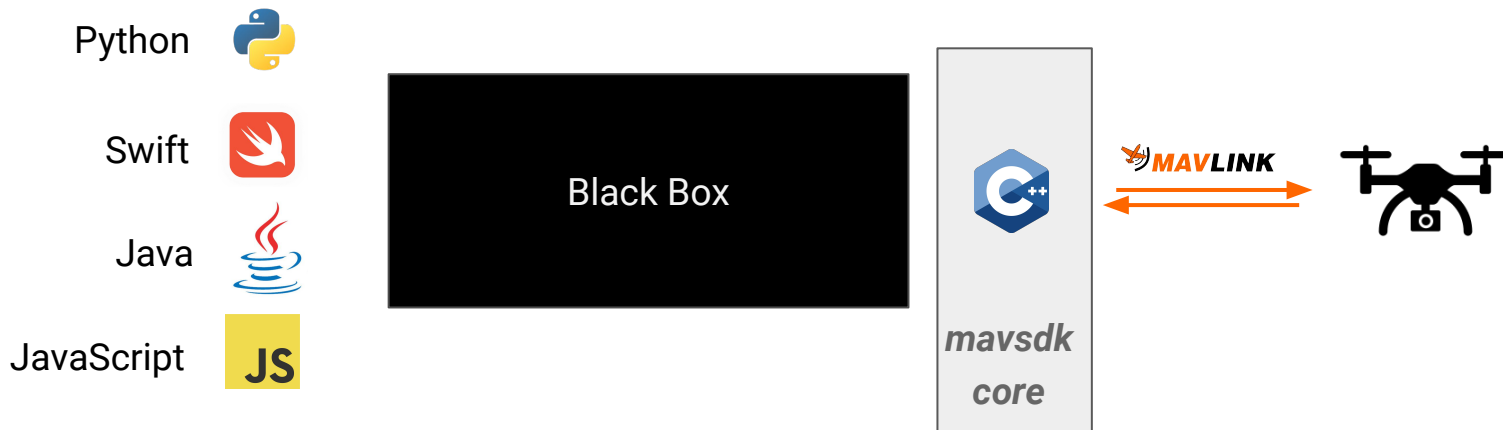 Python
Swift
Java
JavaScript
JS
Black Box
C++
mavsdk
core
MAVLINK